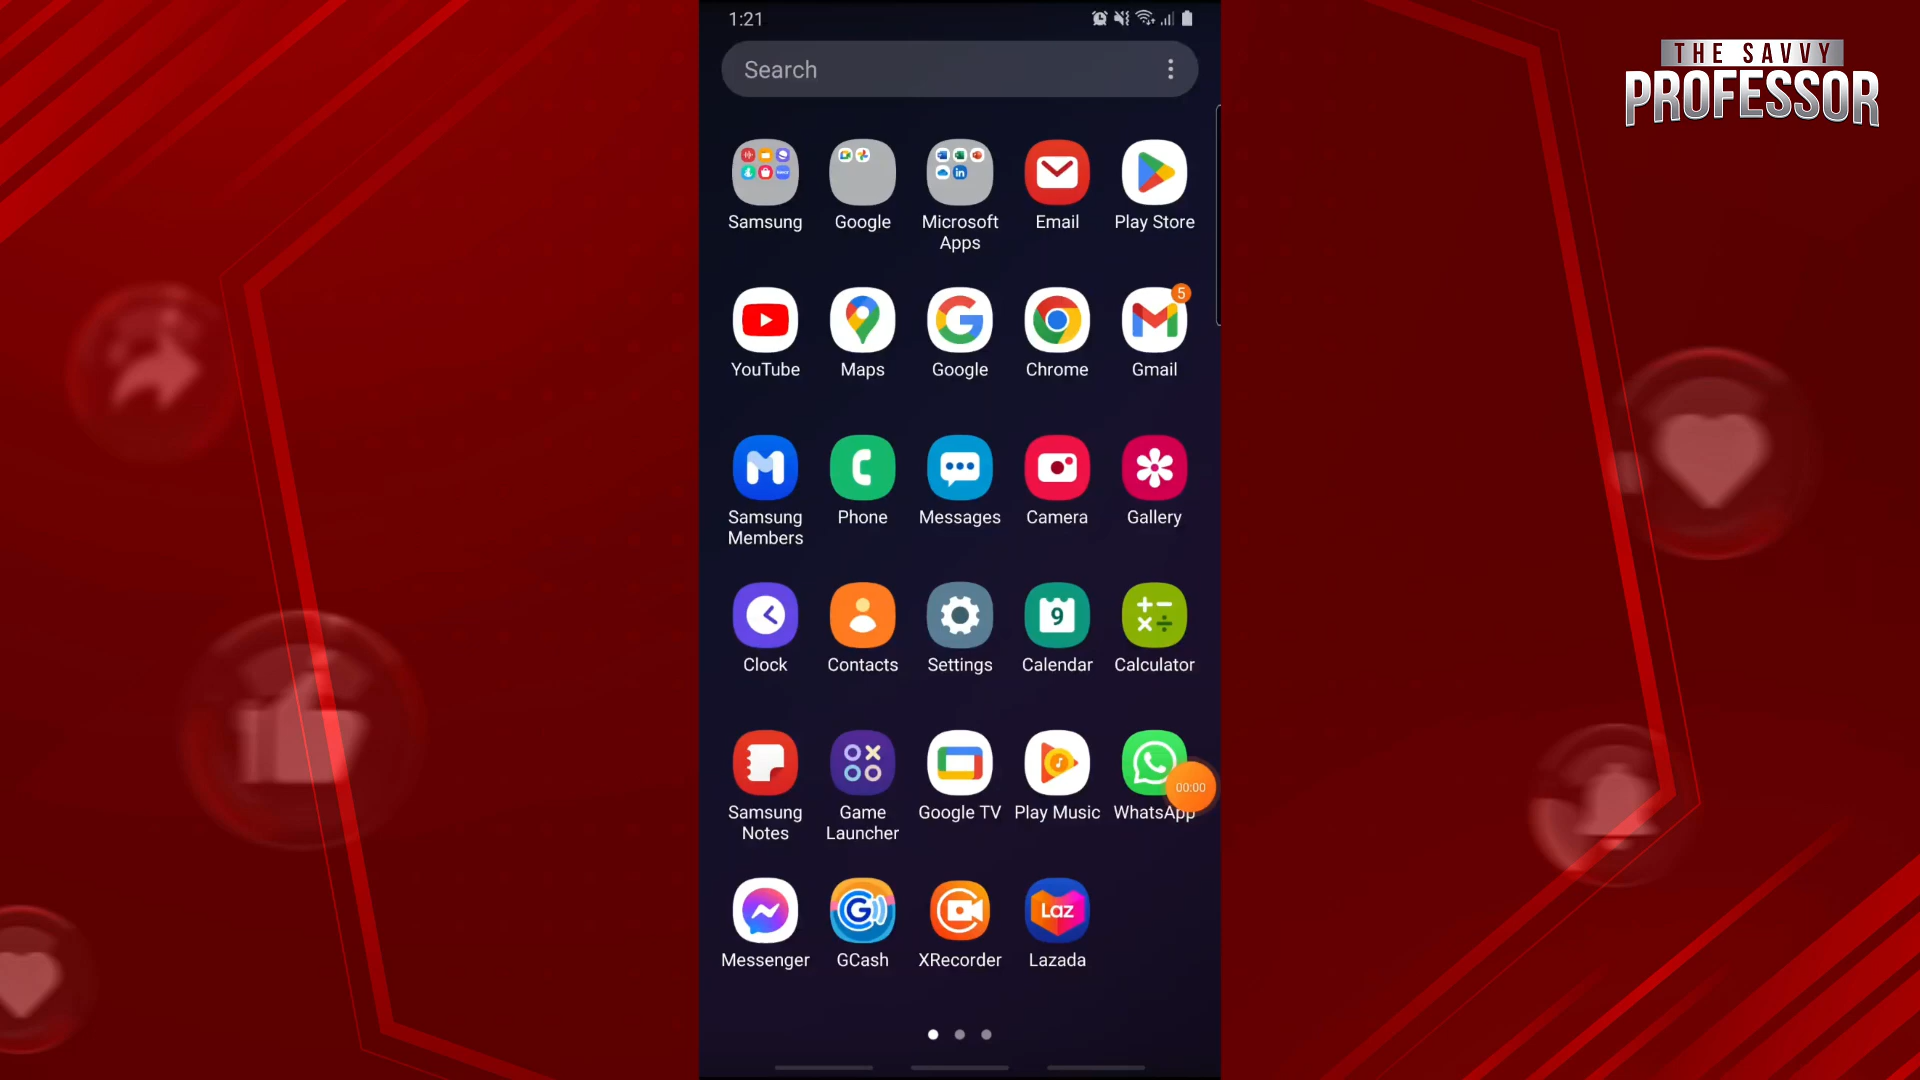 1:21
THE SAVVY
PROFESSOR
Search
Samsung
Google
Microsoft
Apps
Email
Play Store
YouTube
Maps
Google
Chrome
5
Gmail
Samsung
Members
Phone
Messages
Camera
Gallery
Clock
Contacts
Settings
9
Calendar
Calculator
Samsung
Notes
Game
Launcher
Google TV
Play Music
WhatsApp
00:00
Messenger
GCash
XRecorder
Laz
Lazada